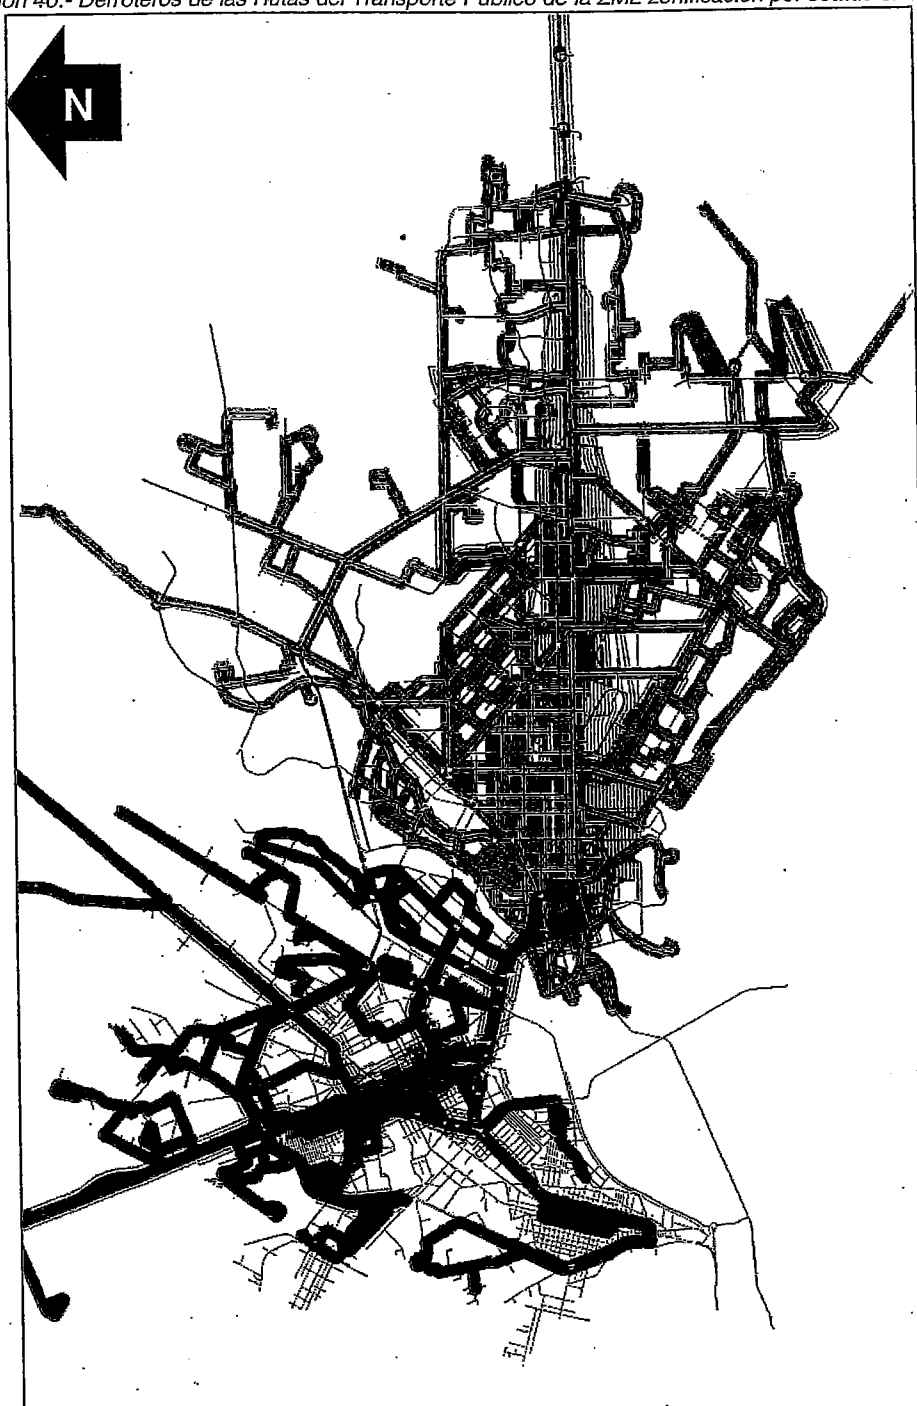 40.- Derroteros de las Rutas del Transporte Público de la ZML zonificación por
N